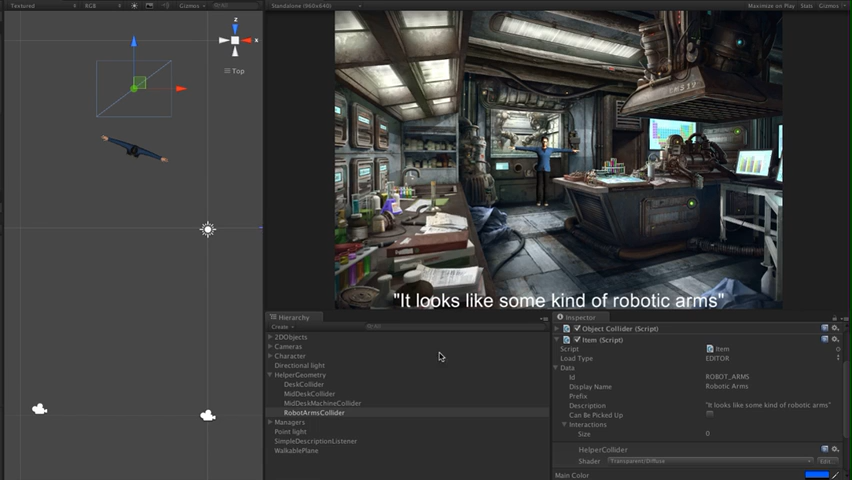 Textured
RGB
Gizmos
Standalone (960x640)
Maximize on Play
Stats
Gizmos
z
x
Top
"It looks like some kind of robotic arms"
Hierarchy
Create
All
2DObjects
Cameras
Character
Directional light
HelperGeometry
DeskCollider
MidDeskCollider
MidDeskMachineCollider
RobotArmsCollider
Managers
Point light
SimpleDescriptionListener
WalkablePlane
Inspector
Object Collider (Script)
Item (Script)
Script
Item
Load Type
EDITOR
Data
Id
ROBOT_ARMS
Display Name
Robotic Arms
Prefix
Description
"It looks like some kind of robotic arms"
Can Be Picked Up
Interactions
Size
0
HelperCollider
Shader
Transparent/Diffuse
Edit...
Main Color